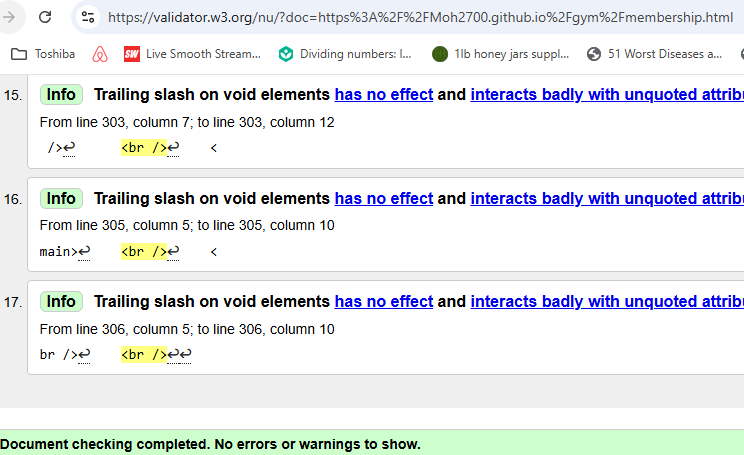 https://validator.w3.org/nu/?doc=https%3A%2F%2FMoh2700.github.io%2Fgym%2Fmembership.html
Toshiba SW Live Smooth Stream... Dividing numbers: I... 1lb honey jars suppl... 51 Worst Diseases a...
15. Info Trailing slash on void elements has no effect and interacts badly with unquoted attribu
From line 303, column 7; to line 303, column 12
/>↩ <br />↩ <
16. Info Trailing slash on void elements has no effect and interacts badly with unquoted attribu
From line 305, column 5; to line 305, column 10
main>↩ <br />↩ <
17. Info Trailing slash on void elements has no effect and interacts badly with unquoted attribu
From line 306, column 5; to line 306, column 10
br />↩ <br />↩↩
Document checking completed. No errors or warnings to show.